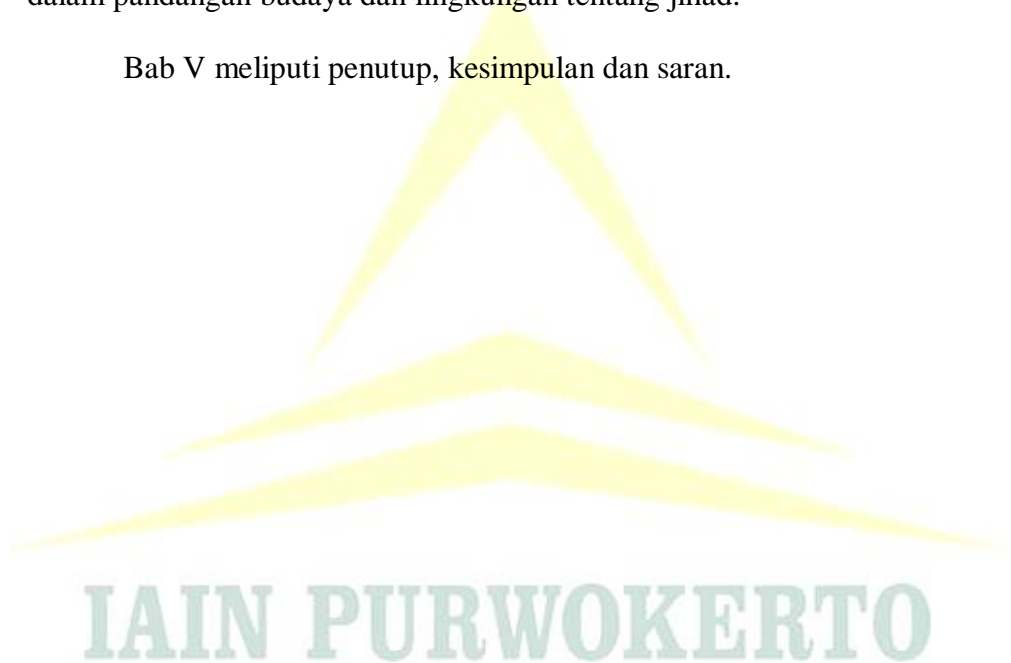 dalam pandangan budaya dan lingkungan tentang jihad.
Bab V meliputi penutup, kesimpulan dan saran.
IAIN PURWOKERTO